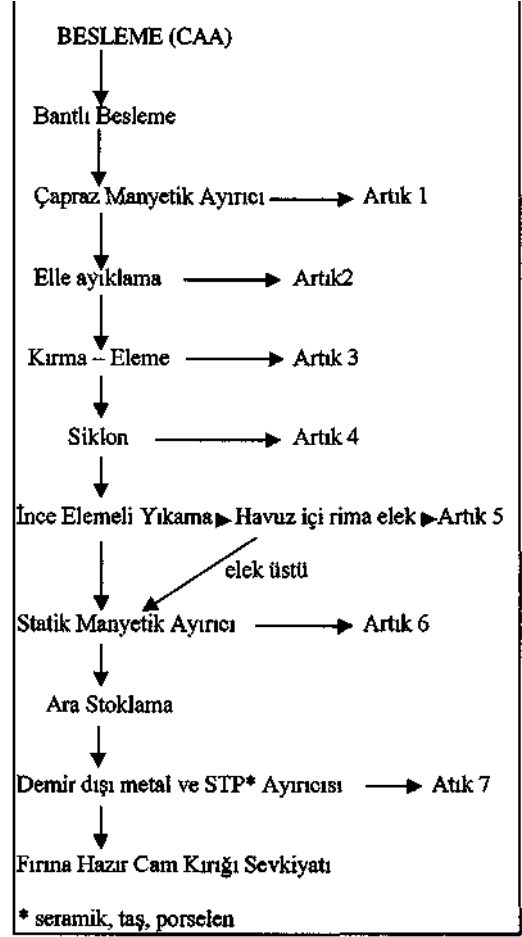 BESLEME (CAA)
Bantlı Besleme
Çapraz Manyetik Ayırıcı Artık 1
Elle ayıklama Artık2
Kırma – Eleme Artık 3
Siklon Artık 4
İnce Elemeli Yıkama Havuz içi rima elek Artık 5
elek üstü
Statik Manyetik Ayırıcı Artık 6
Ara Stoklama
Demir dışı metal ve STP* Ayırıcısı Atık 7
Fırına Hazır Cam Kırığı Sevkiyatı
* seramik, taş, porselen